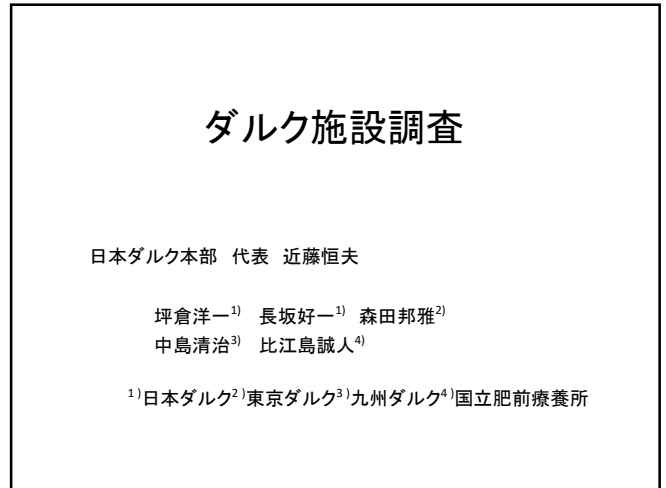 ダルク施設調査
日本ダルク本部 代表 近藤恒夫
坪倉洋一1) 長坂好一1) 森田邦雅2)
中島清治3) 比江島誠人4)
1)日本ダルク2)東京ダルク3)九州ダルク4)国立肥前療養所